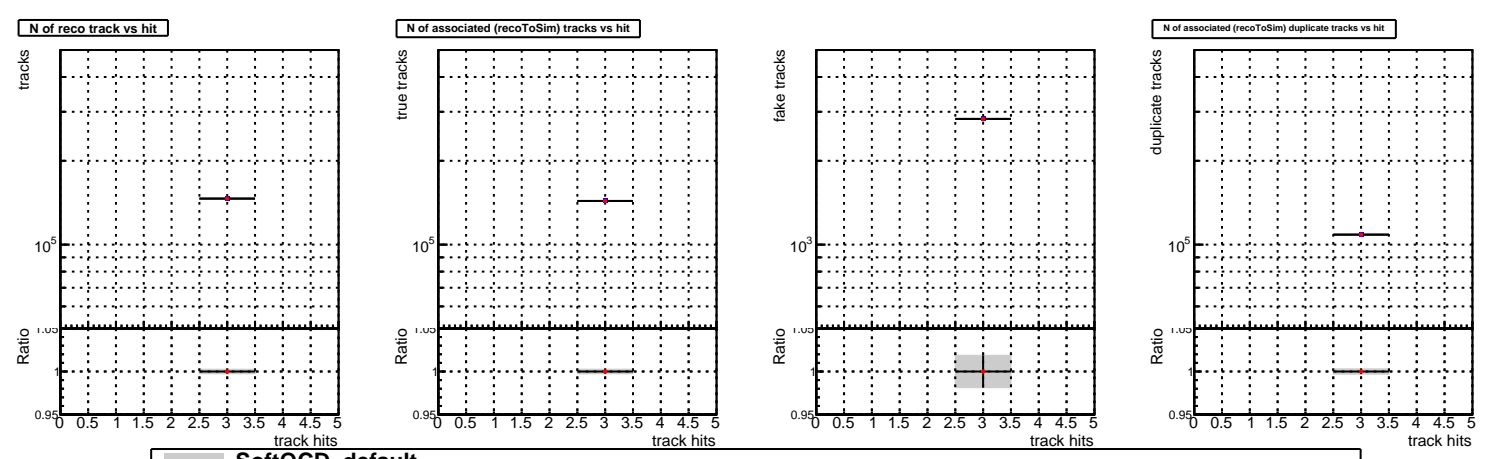 N of reco track vs hit
tracks
10^5
1.05
Ratio
1
0.95
0 0.5 1 1.5 2 2.5 3 3.5 4 4.5 5
track hits
N of associated (recoToSim) tracks vs hit
true tracks
10^5
1.05
Ratio
1
0.95
0 0.5 1 1.5 2 2.5 3 3.5 4 4.5 5
track hits
fake tracks
10^3
1.05
Ratio
1
0.95
0 0.5 1 1.5 2 2.5 3 3.5 4 4.5 5
track hits
N of associated (recoToSim) duplicate tracks vs hit
duplicate tracks
10^5
1.05
Ratio
1
0.95
0 0.5 1 1.5 2 2.5 3 3.5 4 4.5 5
track hits
SoftQCD_default